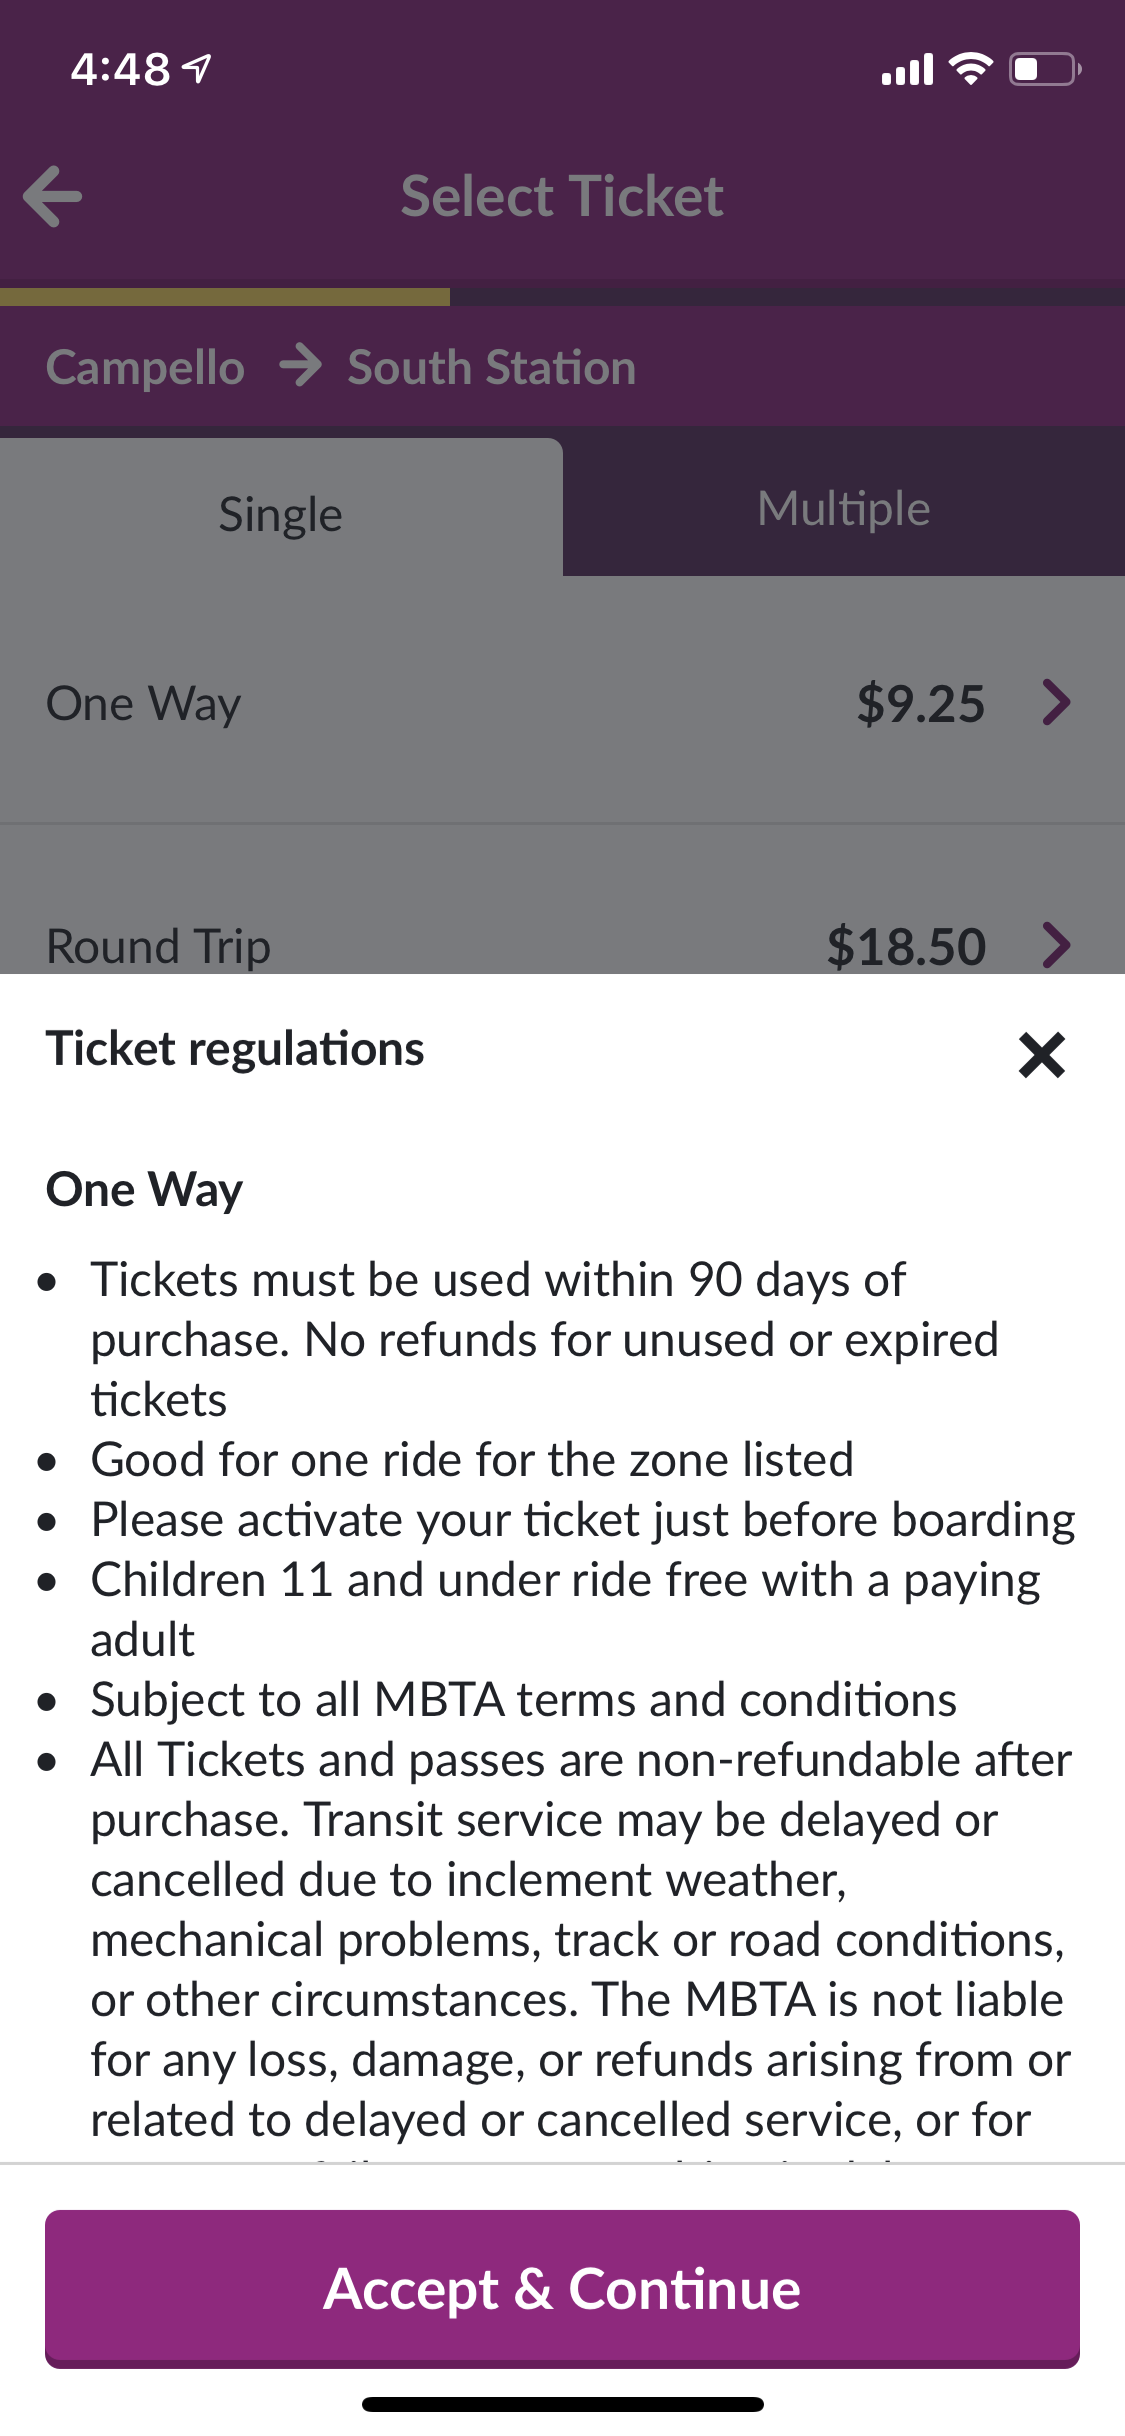 4:48
Select Ticket
Campello → South Station
Single
Multiple
One Way $9.25
Round Trip $18.50
Ticket regulations
One Way
• Tickets must be used within 90 days of
purchase. No refunds for unused or expired
tickets
• Good for one ride for the zone listed
• Please activate your ticket just before boarding
• Children 11 and under ride free with a paying
adult
• Subject to all MBTA terms and conditions
• All Tickets and passes are non-refundable after
purchase. Transit service may be delayed or
cancelled due to inclement weather,
mechanical problems, track or road conditions,
or other circumstances. The MBTA is not liable
for any loss, damage, or refunds arising from or
related to delayed or cancelled service, or for
Accept & Continue